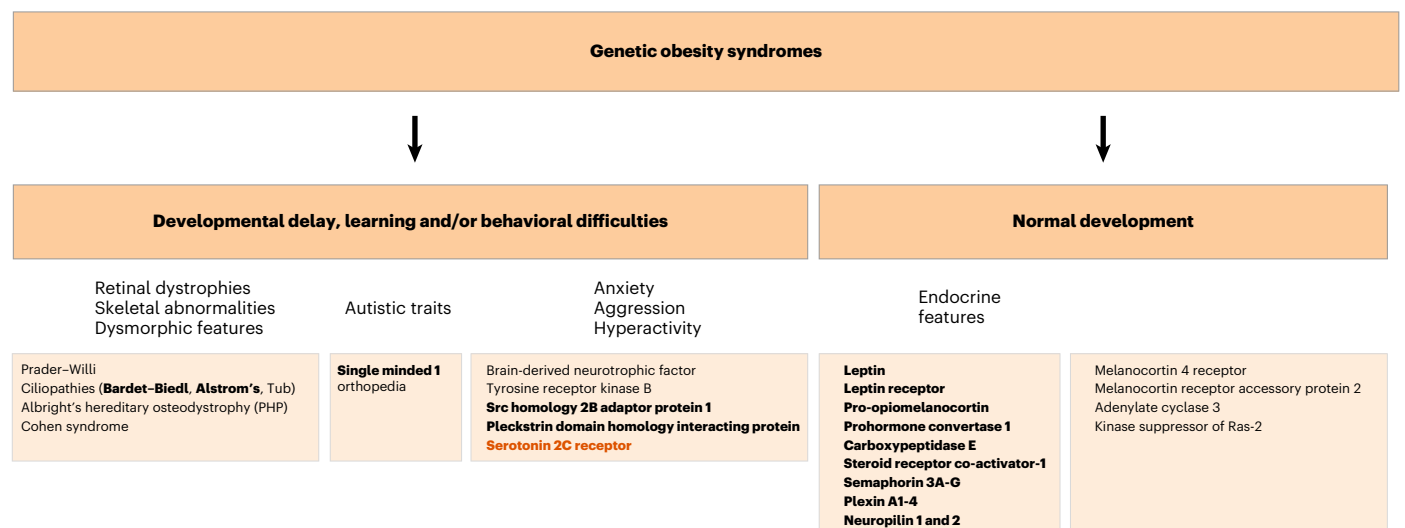 Genetic obesity syndromes
Developmental delay, learning and/or behavioral difficulties
Normal development
Retinal dystrophies
Skeletal abnormalities
Dysmorphic features
Autistic traits
Anxiety
Aggression
Hyperactivity
Endocrine
features
Prader–Willi
Ciliopathies (Bardet–Biedl, Alstrom's, Tub)
Albright's hereditary osteodystrophy (PHP)
Cohen syndrome
Single minded 1
orthopedia
Brain-derived neurotrophic factor
Tyrosine receptor kinase B
Src homology 2B adaptor protein 1
Pleckstrin domain homology interacting protein
Serotonin 2C receptor
Leptin
Leptin receptor
Pro-opiomelanocortin
Prohormone convertase 1
Carboxypeptidase E
Steroid receptor co-activator-1
Semaphorin 3A-G
Plexin A1-4
Neuropilin 1 and 2
Melanocortin 4 receptor
Melanocortin receptor accessory protein 2
Adenylate cyclase 3
Kinase suppressor of Ras-2